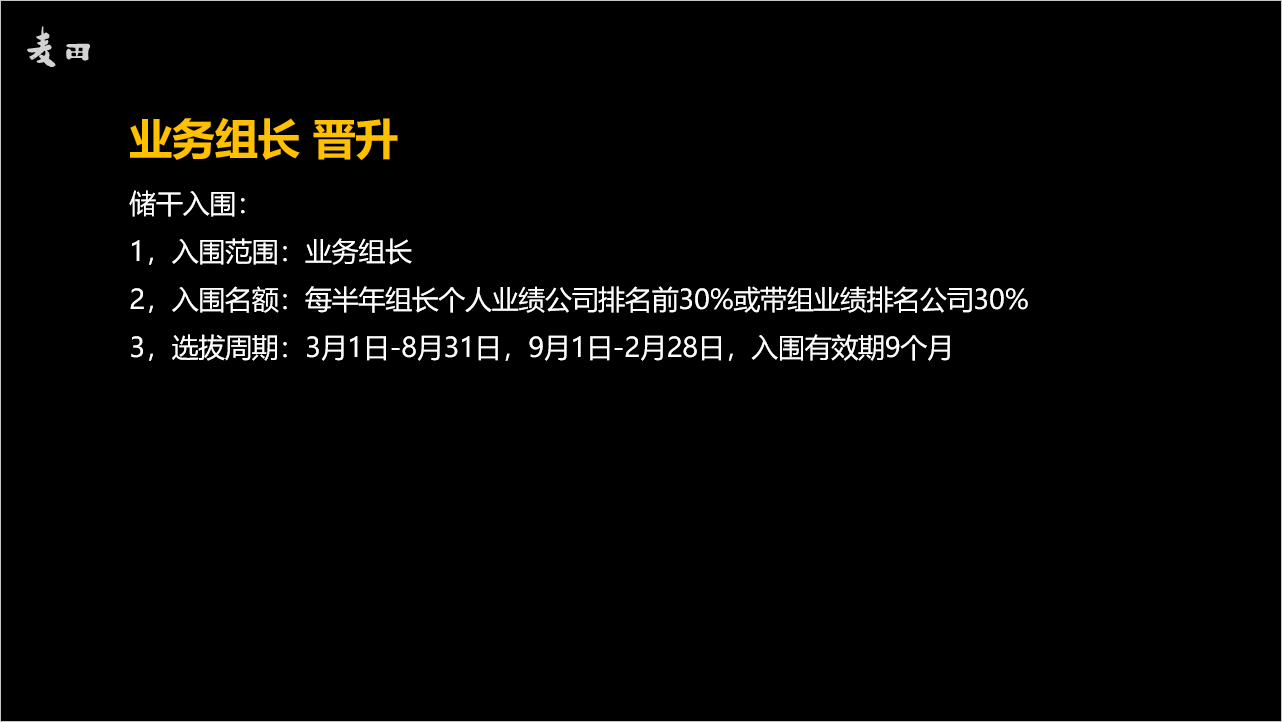 麦田
业务组长 晋升
储干入围：
1，入围范围：业务组长
2，入围名额：每半年组长个人业绩公司排名前30%或带组业绩排名公司30%
3，选拔周期：3月1日-8月31日，9月1日-2月28日，入围有效期9个月